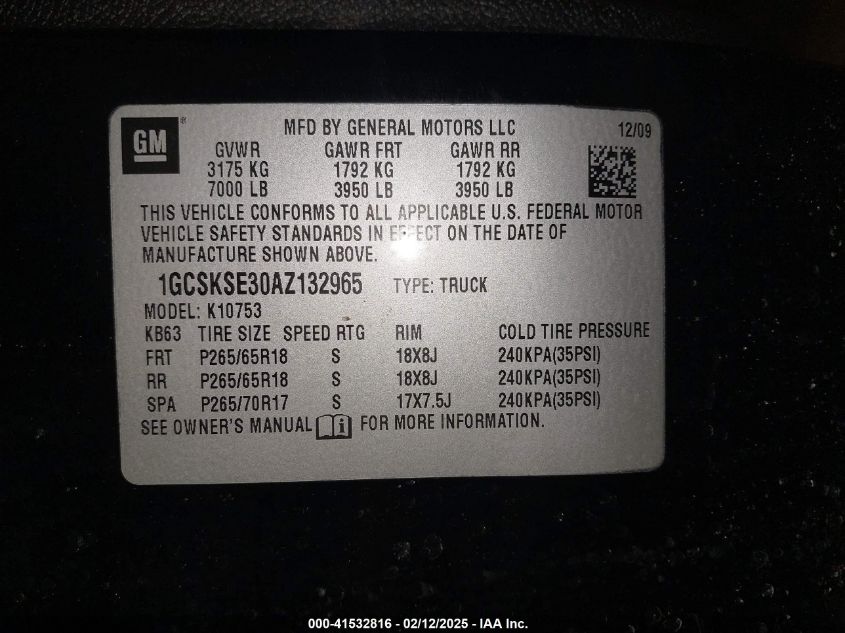 GM ®
MFD BY GENERAL MOTORS LLC 12/09
GVWR GAWR FRT GAWR RR
3175 KG 1792 KG 1792 KG
7000 LB 3950 LB 3950 LB
THIS VEHICLE CONFORMS TO ALL APPLICABLE U.S. FEDERAL MOTOR
VEHICLE SAFETY STANDARDS IN EFFECT ON THE DATE OF
MANUFACTURE SHOWN ABOVE.
1GCSKSE30AZ132965 TYPE: TRUCK
MODEL: K10753
KB63 TIRE SIZE SPEED RTG RIM COLD TIRE PRESSURE
FRT P265/65R18 S 18X8J 240KPA(35PSI)
RR P265/65R18 S 18X8J 240KPA(35PSI)
SPA P265/70R17 S 17X7.5J 240KPA(35PSI)
SEE OWNER'S MANUAL i FOR MORE INFORMATION.
000-41532816 - 02/12/2025 - IAA Inc.